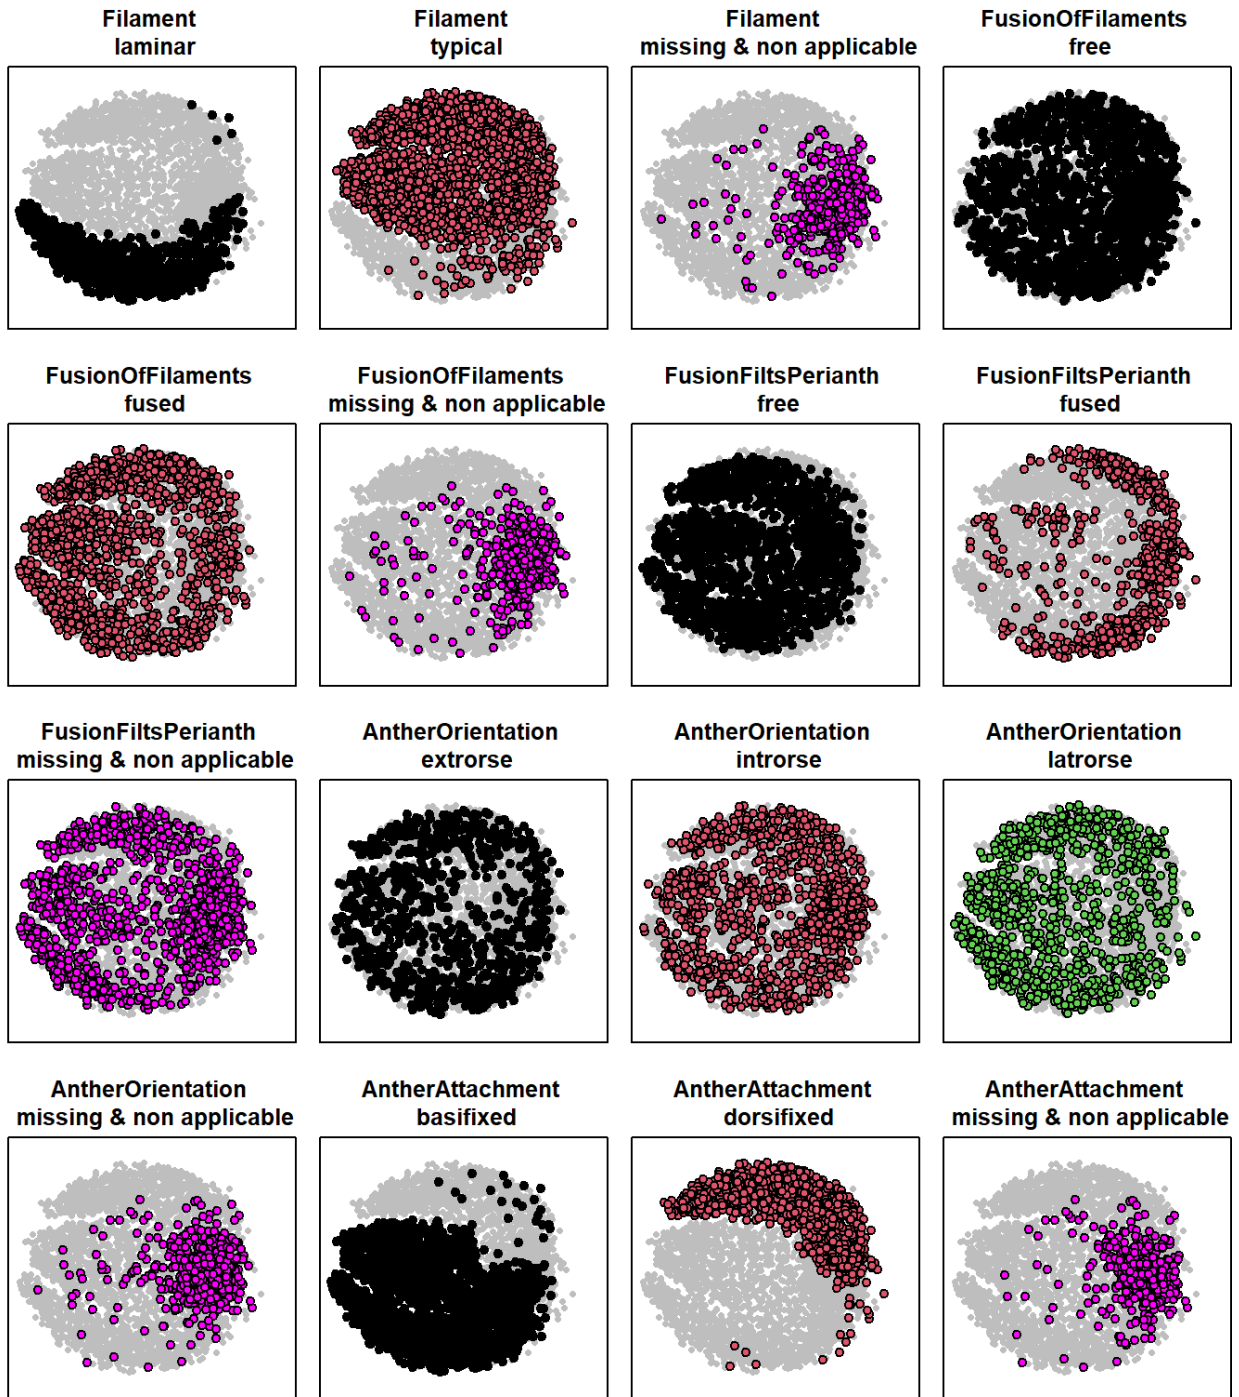 Filament
laminar
Filament
typical
Filament
missing & non applicable
FusionOfFilaments
free
FusionOfFilaments
fused
FusionOfFilaments
missing & non applicable
FusionFiltsPerianth
free
FusionFiltsPerianth
fused
FusionFiltsPerianth
missing & non applicable
AntherOrientation
extrorse
AntherOrientation
introrse
AntherOrientation
latrorse
AntherOrientation
missing & non applicable
AntherAttachment
basifixed
AntherAttachment
dorsifixed
AntherAttachment
missing & non applicable